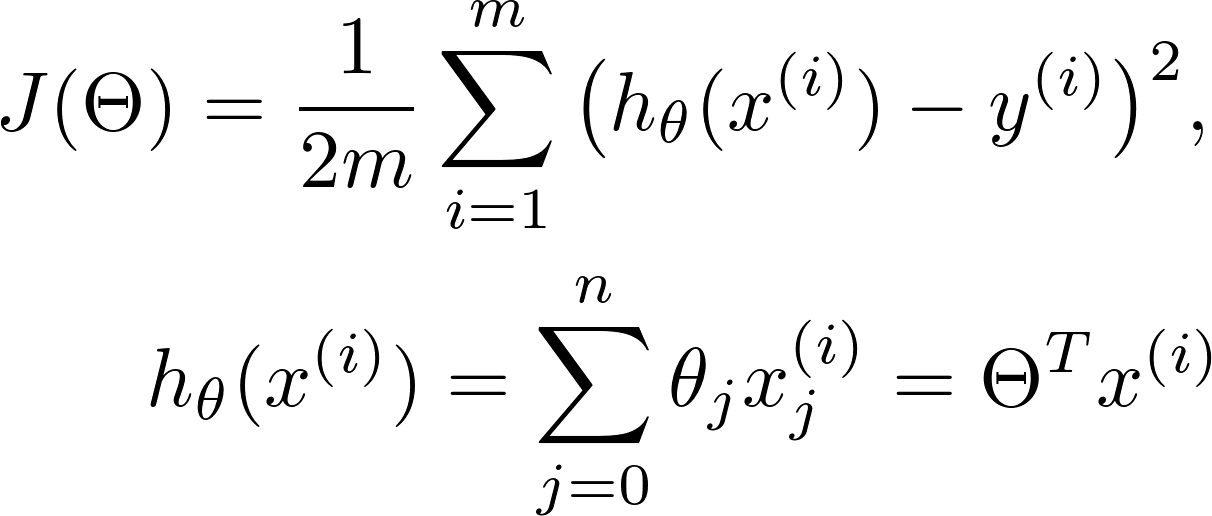 J(Θ) = \frac{1}{2m} \sum_{i=1}^{m} \left( h_θ(x^{(i)}) - y^{(i)} \right)^2,
h_θ(x^{(i)}) = \sum_{j=0}^{n} θ_j x_j^{(i)} = Θ^T x^{(i)}